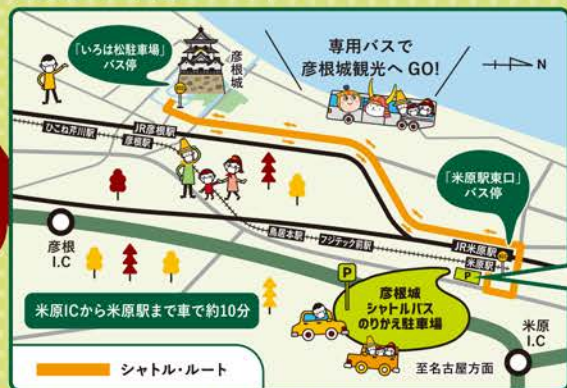 「いろは松駐車場」
バス停
彦根城
専用バスで
彦根城観光へ GO!
N
ひこね芹川駅
JR彦根駅
彦根駅
「米原駅東口」
バス停
鳥居本駅
フジテック前駅
JR米原駅
米原駅
P
P
彦根
I.C
彦根城
シャトルバス
のりかえ駐車場
米原ICから米原駅まで車で約10分
米原
I.C
シャトル・ルート
至名古屋方面